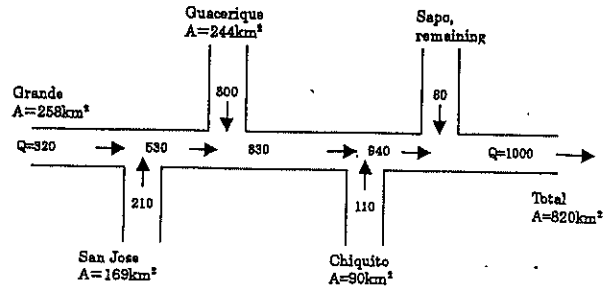 Guacerique
A=244km²
Sapo,
remaining
Grande
A=258km²
800
60
Q=320
530
830
940
Q=1000
210
110
Total
A=820km²
San Jose
A=169km²
Chiquito
A=90km²